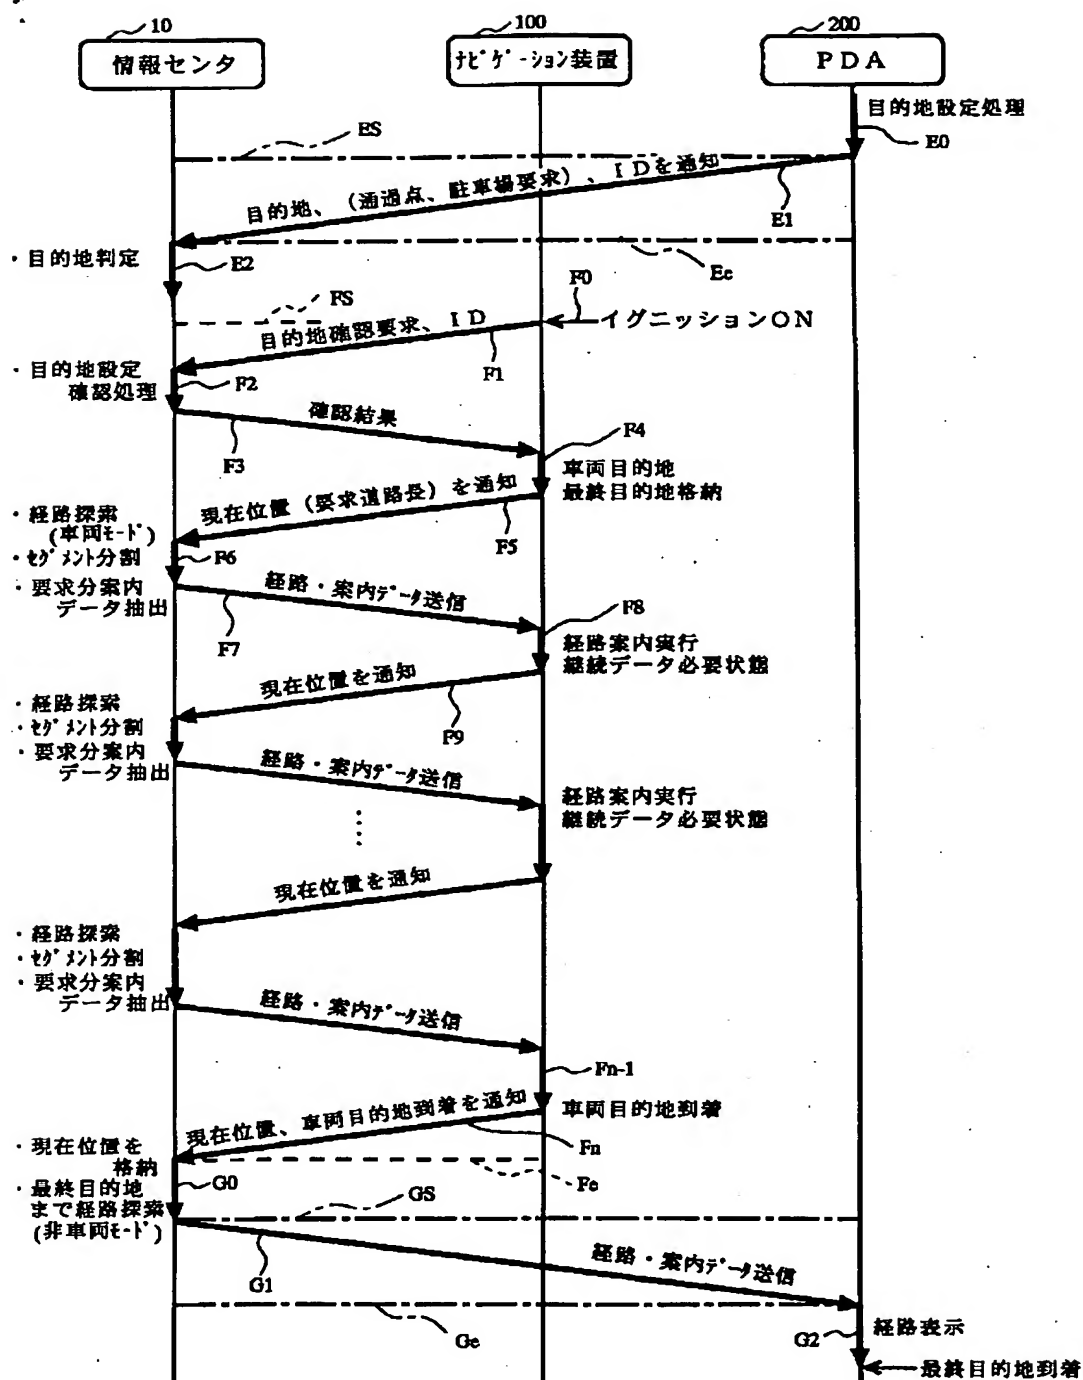 10
100
200
情報センタ
ナビゲーション装置
PDA
目的地設定処理
E0
ES
目的地、(通過点、駐車場要求)、IDを通知
E1
・目的地判定
E2
Ee
FS
F0
イグニッションON
目的地確認要求、ID
F1
・目的地設定
確認処理
F2
確認結果
F3
F4
車両目的地
最終目的地格納
現在位置(要求道路長)を通知
F5
・経路探索
(車両モード)
・セグメント分割
F6
・要求分案内
データ抽出
経路・案内データ送信
F7
F8
経路案内実行
継続データ必要状態
現在位置を通知
F9
・経路探索
・セグメント分割
・要求分案内
データ抽出
経路・案内データ送信
経路案内実行
継続データ必要状態
現在位置を通知
・経路探索
・セグメント分割
・要求分案内
データ抽出
経路・案内データ送信
Fn-1
車両目的地到着
現在位置、車両目的地到着を通知
Fn
・現在位置を
格納
G0
Fe
・最終目的地
まで経路探索
(非車両モード)
GS
経路・案内データ送信
G1
Ge
G2
経路表示
最終目的地到着